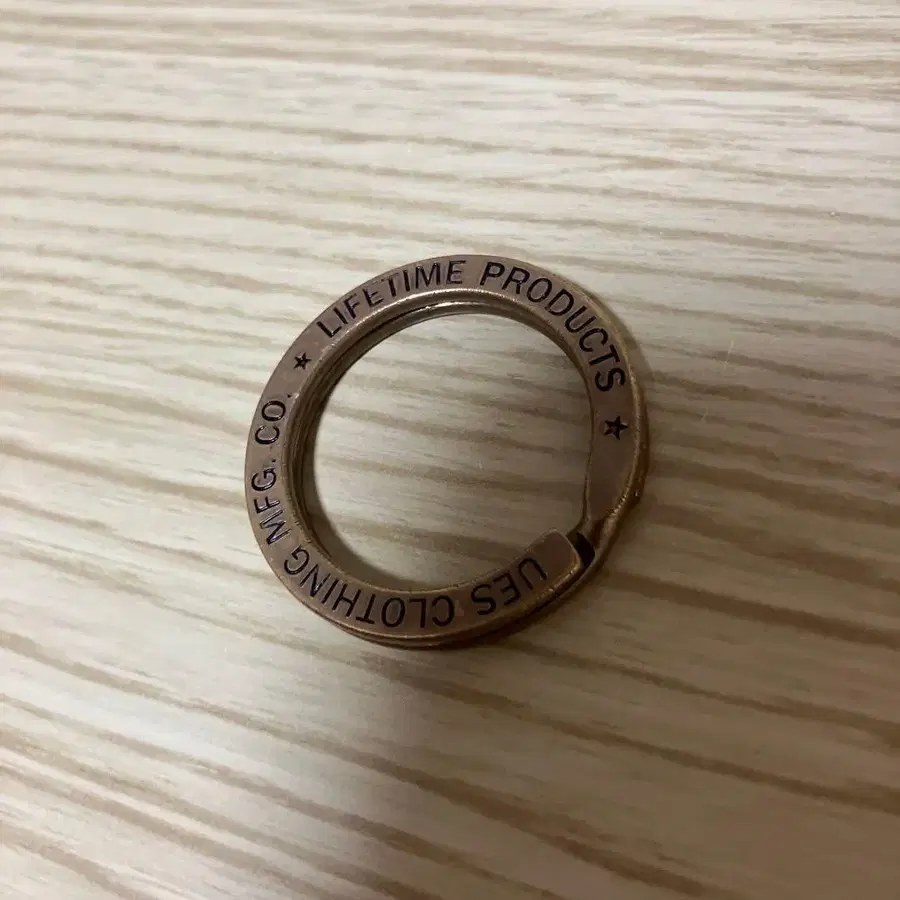 UES CLOTHING MFG. CO. ★ LIFETIME PRODUCTS ★